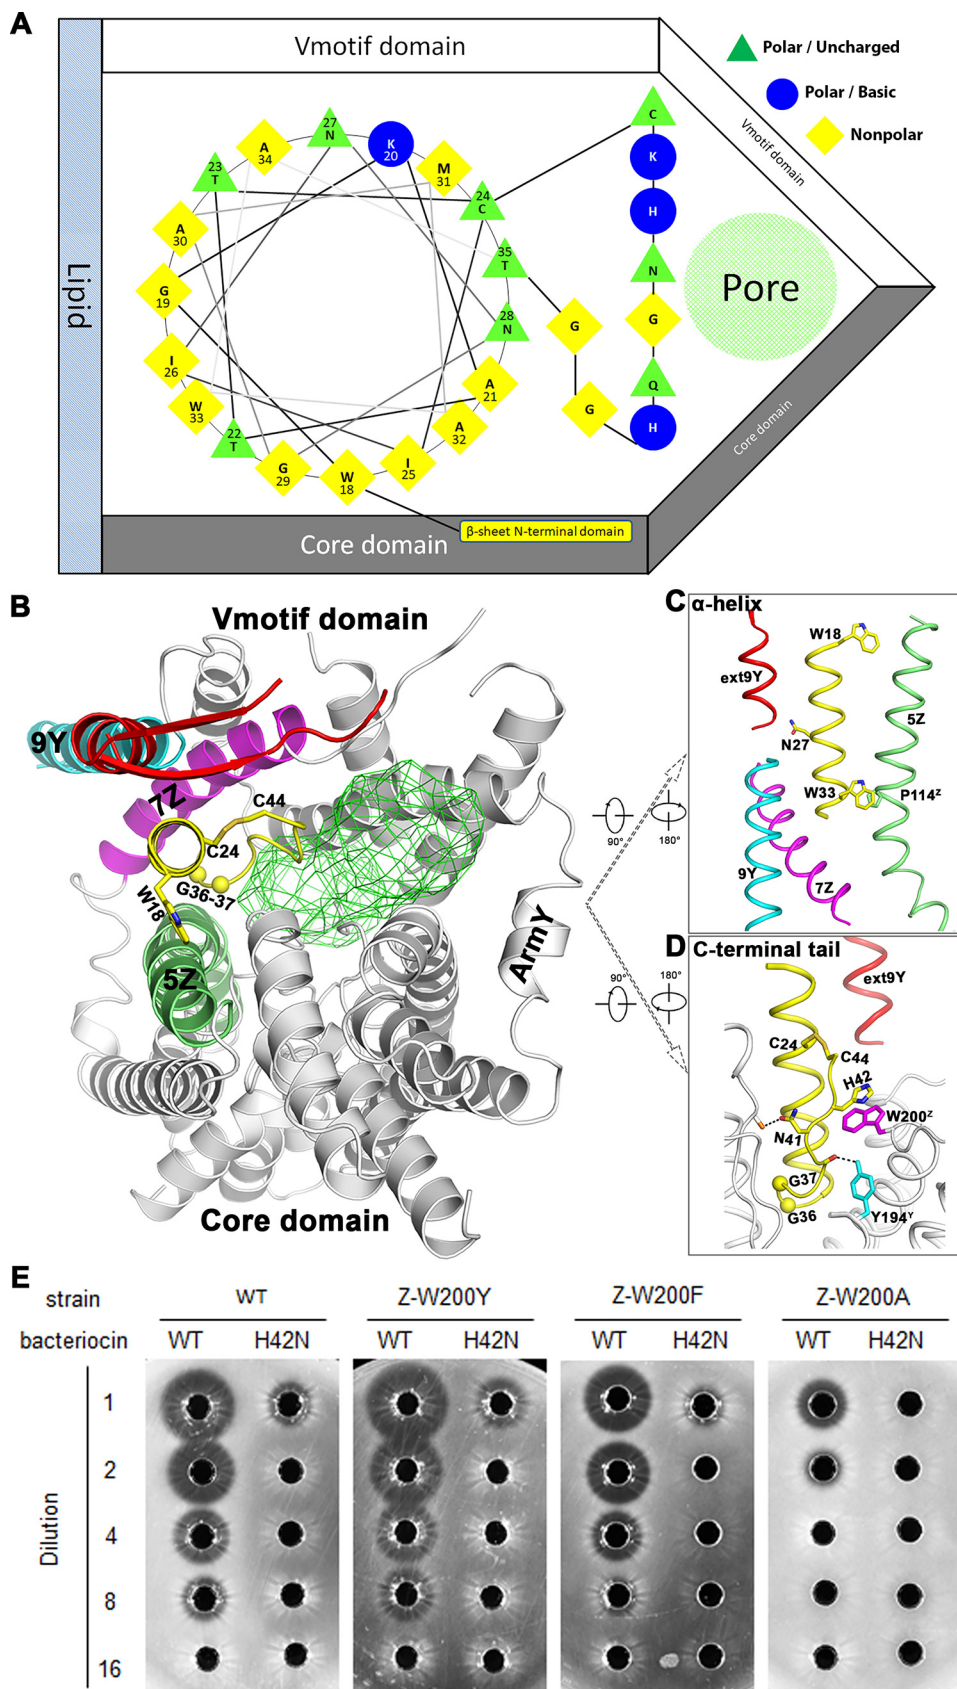 A
Vmotif domain
Polar / Uncharged
Polar / Basic
Nonpolar
Vmotif domain
Lipid
27
N
K
20
A
34
M
31
23
T
24
C
A
30
35
T
G
19
28
N
I
26
A
21
W
33
A
32
22
T
I
25
G
29
W
18
C
K
H
N
G
Q
H
G
G
Pore
β-sheet N-terminal domain
Core domain
Core domain
B
Vmotif domain
9Y
7Z
C44
C24
G36-37
W18
5Z
ArmY
Core domain
90°
180°
90°
180°
C
α-helix
W18
ext9Y
5Z
N27
W33
P114Z
9Y
7Z
D
C-terminal tail
ext9Y
C24
C44
H42
W200Z
N41
G37
G36
Y194Y
E
strain WT Z-W200Y Z-W200F Z-W200A
bacteriocin WT H42N WT H42N WT H42N WT H42N
Dilution
1
2
4
8
16